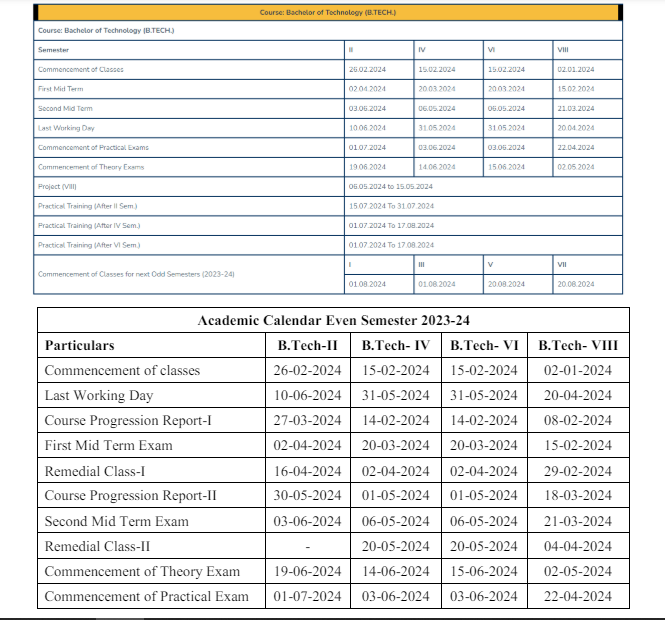 Course: Bachelor of Technology (B.TECH.)
Course: Bachelor of Technology (B.TECH.)
Semester II IV VI VIII
Commencement of Classes 26.02.2024 15.02.2024 15.02.2024 02.01.2024
First Mid Term 02.04.2024 20.03.2024 20.03.2024 15.02.2024
Second Mid Term 03.06.2024 06.05.2024 06.05.2024 21.03.2024
Last Working Day 10.06.2024 31.05.2024 31.05.2024 20.04.2024
Commencement of Practical Exams 01.07.2024 03.06.2024 03.06.2024 22.04.2024
Commencement of Theory Exams 19.06.2024 14.06.2024 15.06.2024 02.05.2024
Project (VIII) 06.05.2024 to 15.05.2024
Practical Training (After II Sem.) 15.07.2024 To 31.07.2024
Practical Training (After IV Sem.) 01.07.2024 To 17.08.2024
Practical Training (After VI Sem.) 01.07.2024 To 17.08.2024
Commencement of Classes for next Odd Semesters (2023-24) I III V VII
01.08.2024 01.08.2024 20.08.2024 20.08.2024
Academic Calendar Even Semester 2023-24
Particulars B.Tech-II B.Tech- IV B.Tech- VI B.Tech- VIII
Commencement of classes 26-02-2024 15-02-2024 15-02-2024 02-01-2024
Last Working Day 10-06-2024 31-05-2024 31-05-2024 20-04-2024
Course Progression Report-I 27-03-2024 14-02-2024 14-02-2024 08-02-2024
First Mid Term Exam 02-04-2024 20-03-2024 20-03-2024 15-02-2024
Remedial Class-I 16-04-2024 02-04-2024 02-04-2024 29-02-2024
Course Progression Report-II 30-05-2024 01-05-2024 01-05-2024 18-03-2024
Second Mid Term Exam 03-06-2024 06-05-2024 06-05-2024 21-03-2024
Remedial Class-II - 20-05-2024 20-05-2024 04-04-2024
Commencement of Theory Exam 19-06-2024 14-06-2024 15-06-2024 02-05-2024
Commencement of Practical Exam 01-07-2024 03-06-2024 03-06-2024 22-04-2024